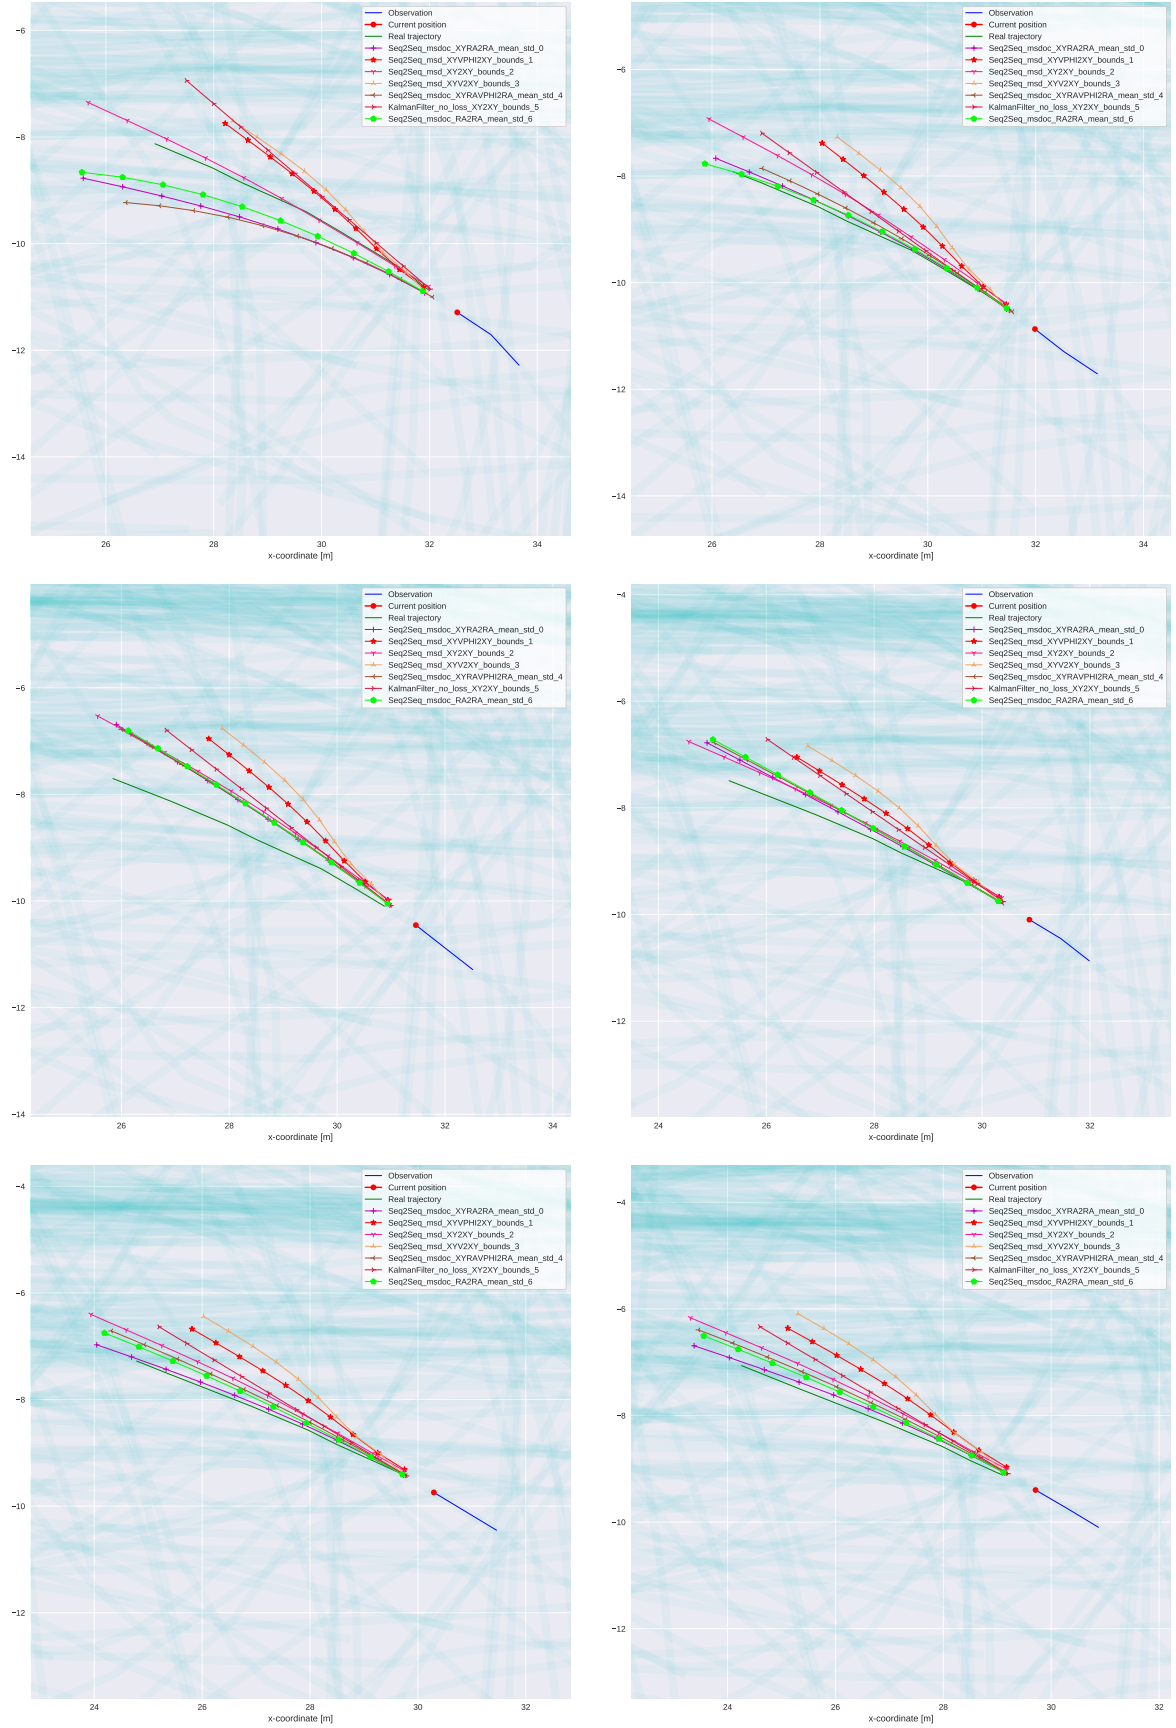 Observation
Current position
Real trajectory
Seq2Seq_msdoc_XYRA2RA_mean_std_0
Seq2Seq_msd_XYVPHI2XY_bounds_1
Seq2Seq_msd_XY2XY_bounds_2
Seq2Seq_msd_XYV2XY_bounds_3
Seq2Seq_msdoc_XYRAVPHI2RA_mean_std_4
KalmanFilter_no_loss_XY2XY_bounds_5
Seq2Seq_msdoc_RA2RA_mean_std_6
−6
−8
−10
−12
−14
26 28 30 32 34
x-coordinate [m]
Observation
Current position
Real trajectory
Seq2Seq_msdoc_XYRA2RA_mean_std_0
Seq2Seq_msd_XYVPHI2XY_bounds_1
Seq2Seq_msd_XY2XY_bounds_2
Seq2Seq_msd_XYV2XY_bounds_3
Seq2Seq_msdoc_XYRAVPHI2RA_mean_std_4
KalmanFilter_no_loss_XY2XY_bounds_5
Seq2Seq_msdoc_RA2RA_mean_std_6
−6
−8
−10
−12
−14
26 28 30 32 34
x-coordinate [m]
Observation
Current position
Real trajectory
Seq2Seq_msdoc_XYRA2RA_mean_std_0
Seq2Seq_msd_XYVPHI2XY_bounds_1
Seq2Seq_msd_XY2XY_bounds_2
Seq2Seq_msd_XYV2XY_bounds_3
Seq2Seq_msdoc_XYRAVPHI2RA_mean_std_4
KalmanFilter_no_loss_XY2XY_bounds_5
Seq2Seq_msdoc_RA2RA_mean_std_6
−6
−8
−10
−12
−14
26 28 30 32 34
x-coordinate [m]
Observation
Current position
Real trajectory
Seq2Seq_msdoc_XYRA2RA_mean_std_0
Seq2Seq_msd_XYVPHI2XY_bounds_1
Seq2Seq_msd_XY2XY_bounds_2
Seq2Seq_msd_XYV2XY_bounds_3
Seq2Seq_msdoc_XYRAVPHI2RA_mean_std_4
KalmanFilter_no_loss_XY2XY_bounds_5
Seq2Seq_msdoc_RA2RA_mean_std_6
−4
−6
−8
−10
−12
24 26 28 30 32
x-coordinate [m]
Observation
Current position
Real trajectory
Seq2Seq_msdoc_XYRA2RA_mean_std_0
Seq2Seq_msd_XYVPHI2XY_bounds_1
Seq2Seq_msd_XY2XY_bounds_2
Seq2Seq_msd_XYV2XY_bounds_3
Seq2Seq_msdoc_XYRAVPHI2RA_mean_std_4
KalmanFilter_no_loss_XY2XY_bounds_5
Seq2Seq_msdoc_RA2RA_mean_std_6
−4
−6
−8
−10
−12
24 26 28 30 32
x-coordinate [m]
Observation
Current position
Real trajectory
Seq2Seq_msdoc_XYRA2RA_mean_std_0
Seq2Seq_msd_XYVPHI2XY_bounds_1
Seq2Seq_msd_XY2XY_bounds_2
Seq2Seq_msd_XYV2XY_bounds_3
Seq2Seq_msdoc_XYRAVPHI2RA_mean_std_4
KalmanFilter_no_loss_XY2XY_bounds_5
Seq2Seq_msdoc_RA2RA_mean_std_6
−4
−6
−8
−10
−12
24 26 28 30 32
x-coordinate [m]